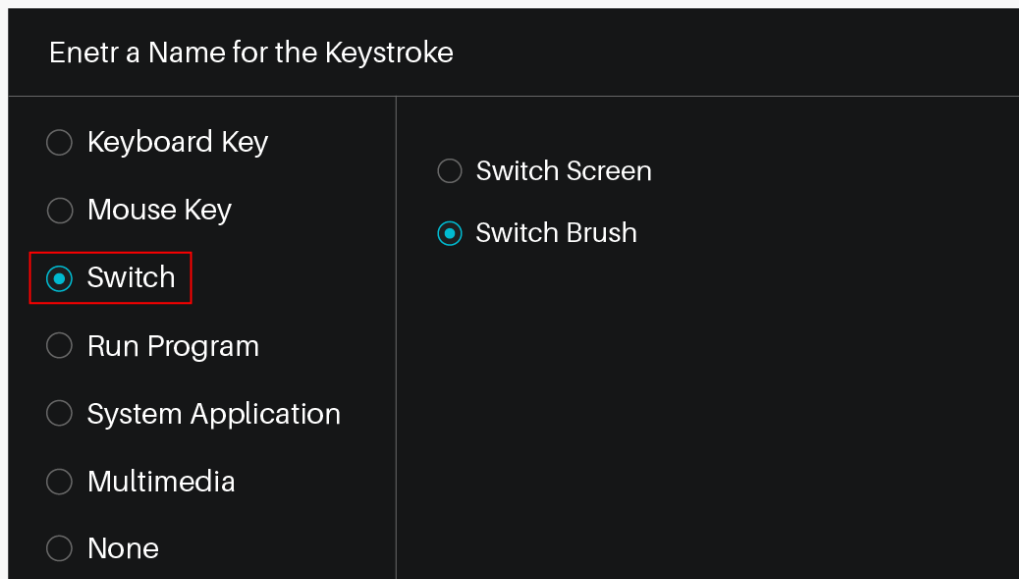 Enetr a Name for the Keystroke
Keyboard Key
Mouse Key
Switch
Run Program
System Application
Multimedia
None
Switch Screen
Switch Brush